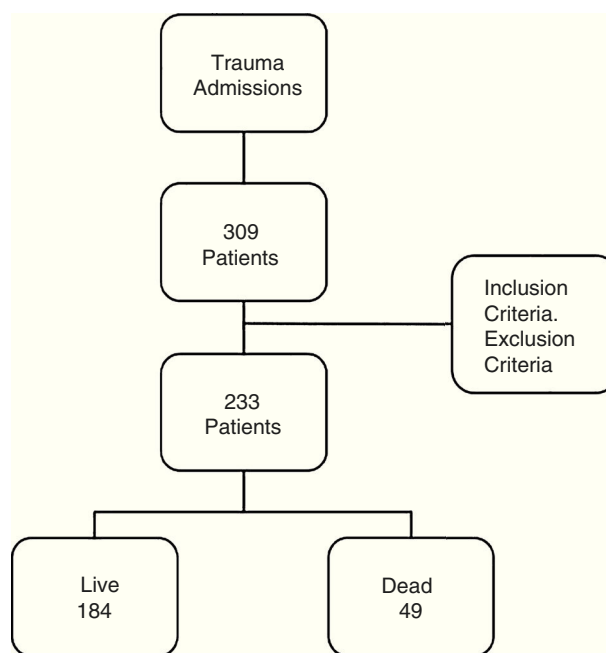 Trauma
Admissions
309
Patients
Inclusion
Criteria.
Exclusion
Criteria
233
Patients
Live
184
Dead
49